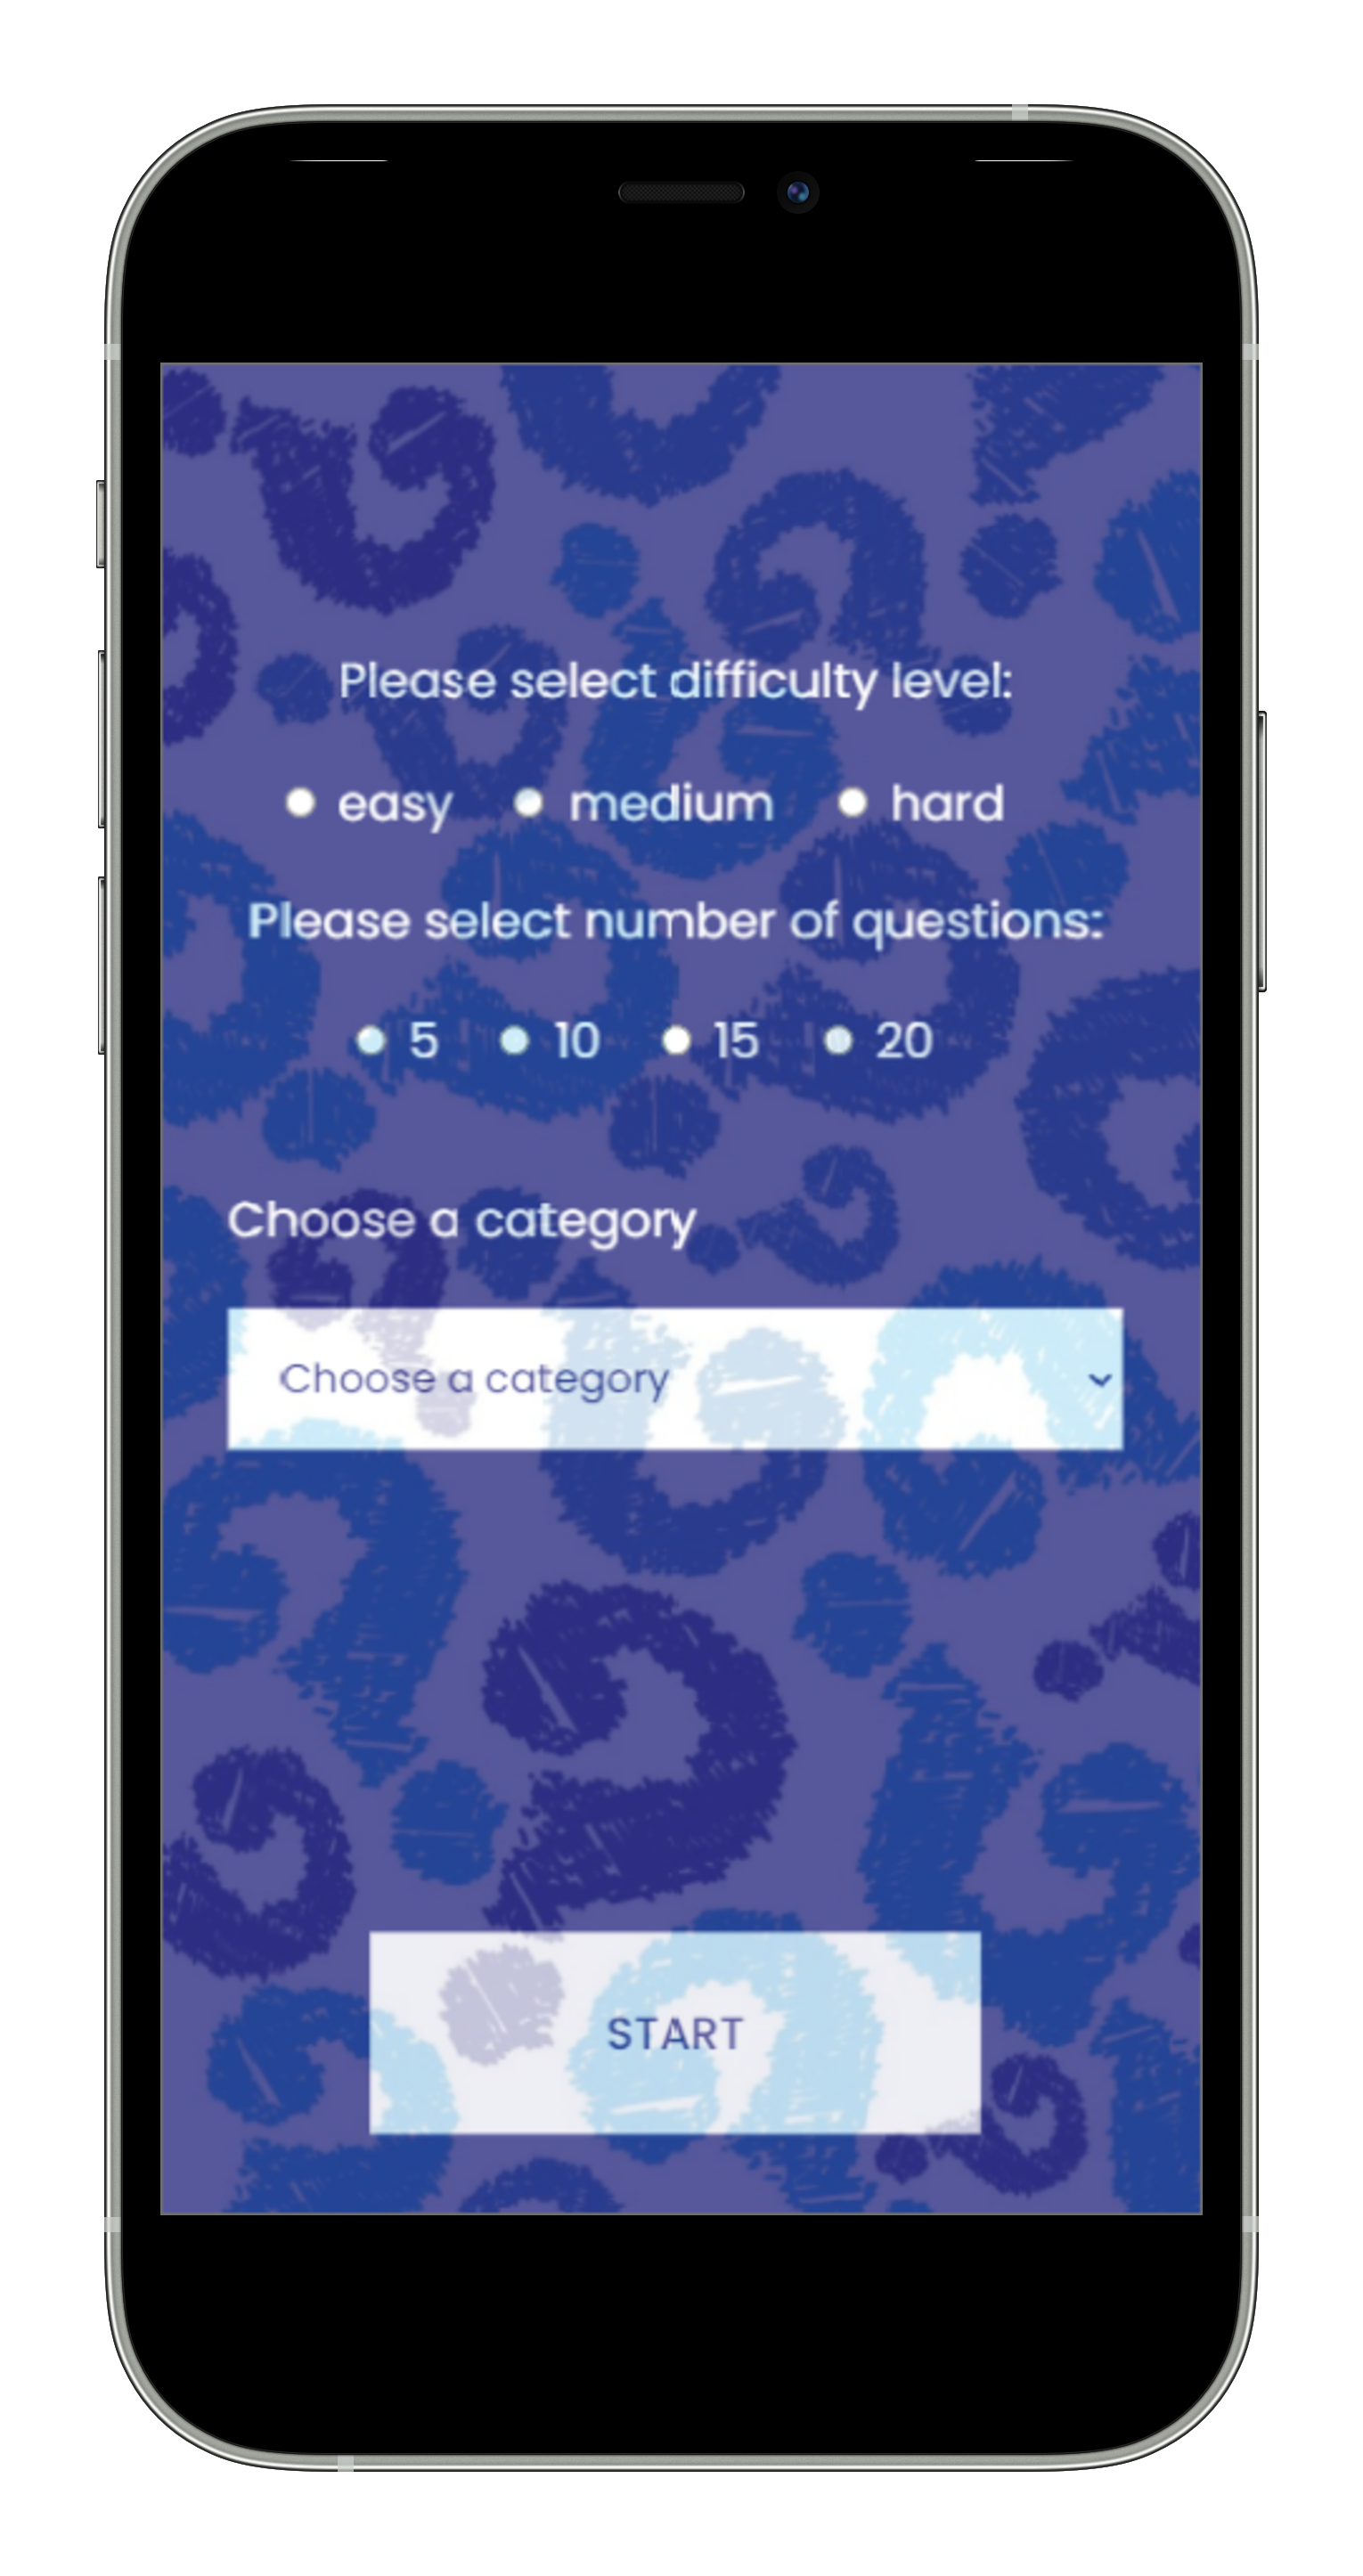 Please select difficulty level:
easy medium hard
Please select number of questions:
5 10 15 20
Choose a category
Choose a category
START